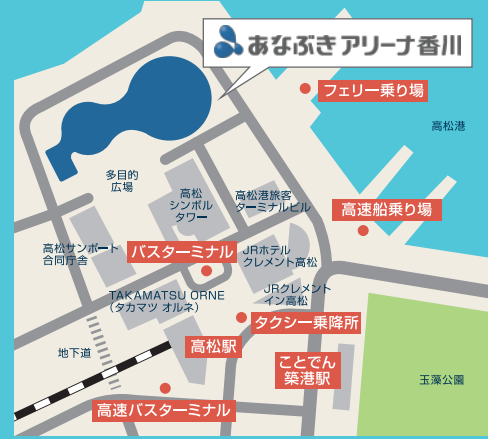 あなぶきアリーナ香川
フェリー乗り場
高松港
多目的
広場
高松
シンボル
タワー
高松港旅客
ターミナルビル
高速船乗り場
高松サンポート
合同庁舎
バスターミナル
JRホテル
クレメント高松
TAKAMATSU ORNE
(タカマツ オルネ)
JRクレメント
イン高松
タクシー乗降所
地下道
高松駅
ことでん
築港駅
玉藻公園
高速バスターミナル